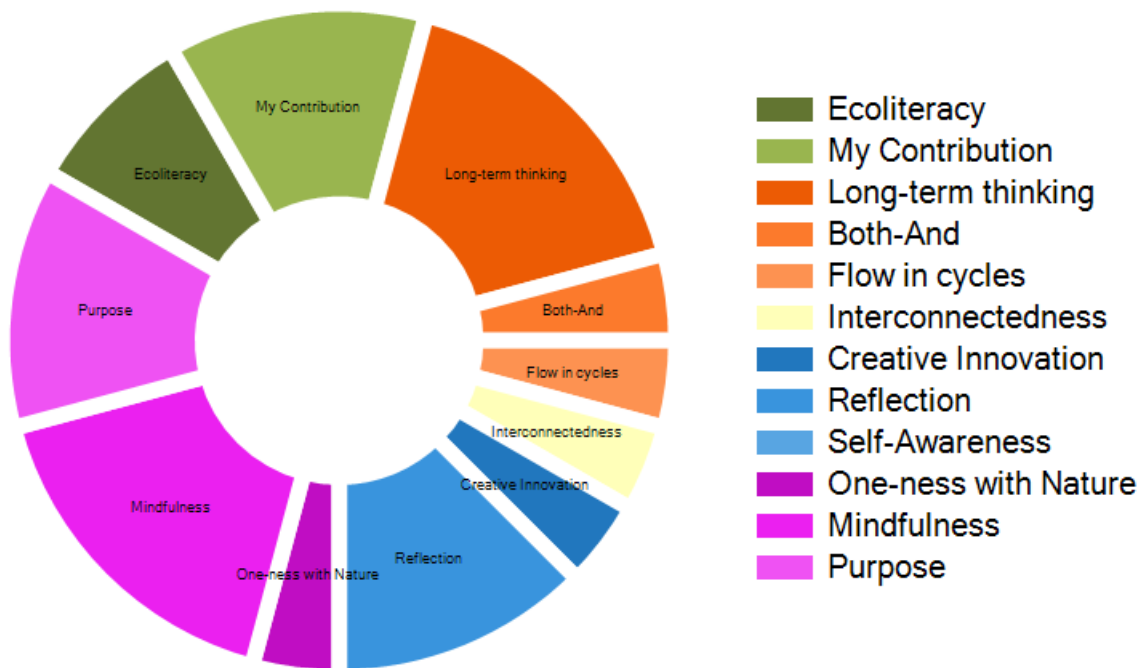 My Contribution
Ecoliteracy
Long-term thinking
Purpose
Both-And
Flow in cycles
Interconnectedness
Creative Innovation
Mindfulness
Reflection
One-ness with Nature
Ecoliteracy
My Contribution
Long-term thinking
Both-And
Flow in cycles
Interconnectedness
Creative Innovation
Reflection
Self-Awareness
One-ness with Nature
Mindfulness
Purpose